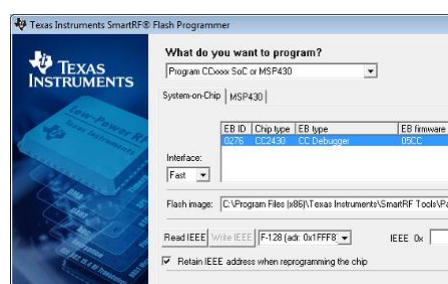 Texas Instruments SmartRF® Flash Programmer
TEXAS INSTRUMENTS
Low-Power RF
What do you want to program?
Program CCxxxx SoC or MSP430
System-on-Chip MSP430
EB ID Chip type EB type EB firmware
0276 CC2430 CC Debugger 05CC
Interface:
Fast
Flash image: C:\Program Files (x86)\Texas Instruments\SmartRF Tools\
Read IEEE Write IEEE F-128 (adr: 0x1FFF8 IEEE 0x
Retain IEEE address when reprogramming the chip